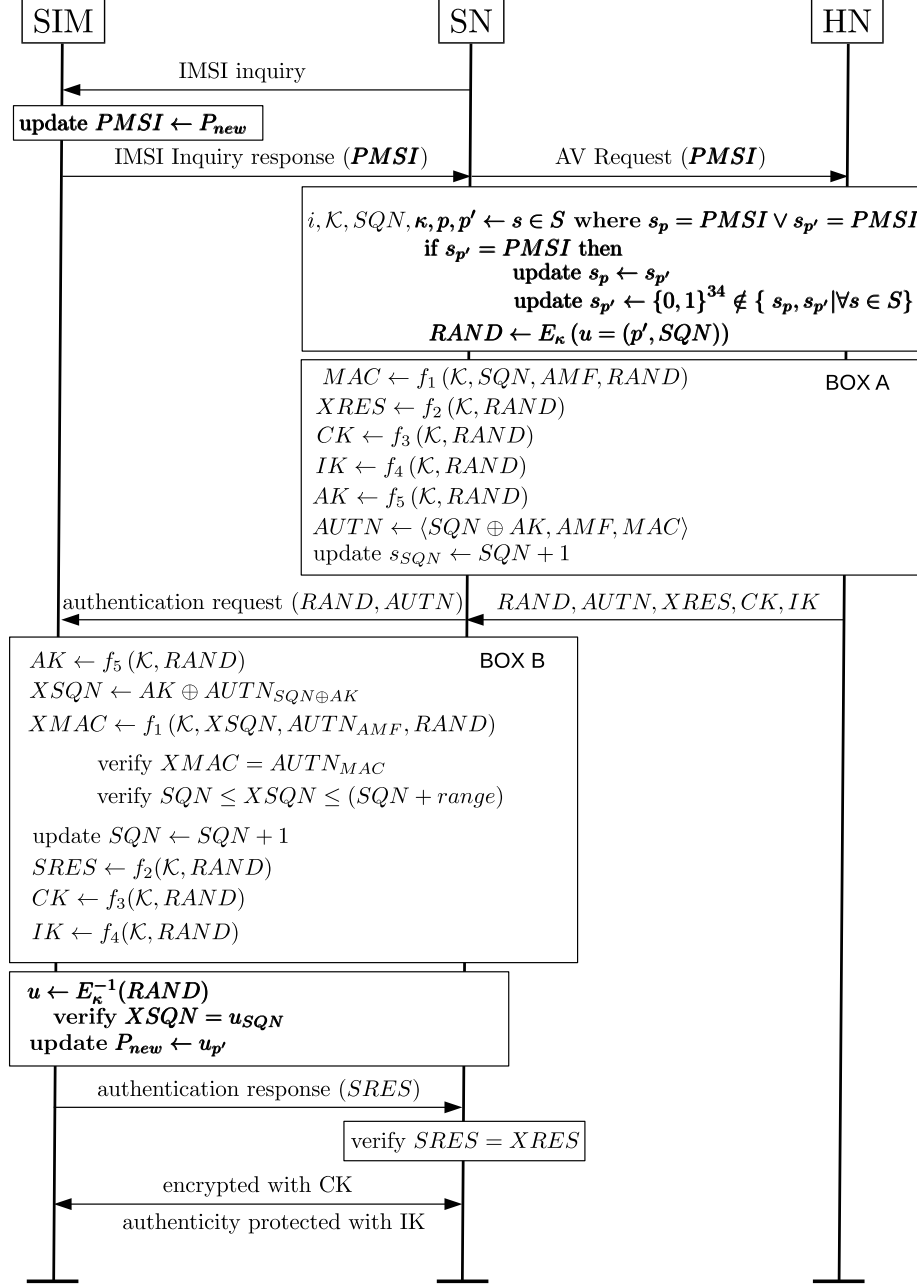 SIM SN HN
IMSI inquiry
update PMSI ← P_new
IMSI Inquiry response (PMSI) AV Request (PMSI)
i, 𝒦, SQN, κ, p, p′ ← s ∈ S where s_p = PMSI ∨ s_p′ = PMSI
if s_p′ = PMSI then
update s_p ← s_p′
update s_p′ ← {0, 1}^34 ∉ { s_p, s_p′ |∀s ∈ S}
RAND ← E_κ (u = (p′, SQN))
MAC ← f_1 (𝒦, SQN, AMF, RAND) BOX A
XRES ← f_2 (𝒦, RAND)
CK ← f_3 (𝒦, RAND)
IK ← f_4 (𝒦, RAND)
AK ← f_5 (𝒦, RAND)
AUTN ← ⟨SQN ⊕ AK, AMF, MAC⟩
update s_SQN ← SQN + 1
authentication request (RAND, AUTN) RAND, AUTN, XRES, CK, IK
AK ← f_5 (𝒦, RAND) BOX B
XSQN ← AK ⊕ AUTN_SQN⊕AK
XMAC ← f_1 (𝒦, XSQN, AUTN_AMF, RAND)
verify XMAC = AUTN_MAC
verify SQN ≤ XSQN ≤ (SQN + range)
update SQN ← SQN + 1
SRES ← f_2(𝒦, RAND)
CK ← f_3(𝒦, RAND)
IK ← f_4(𝒦, RAND)
u ← E_κ^−1(RAND)
verify XSQN = u_SQN
update P_new ← u_p′
authentication response (SRES)
verify SRES = XRES
encrypted with CK
authenticity protected with IK